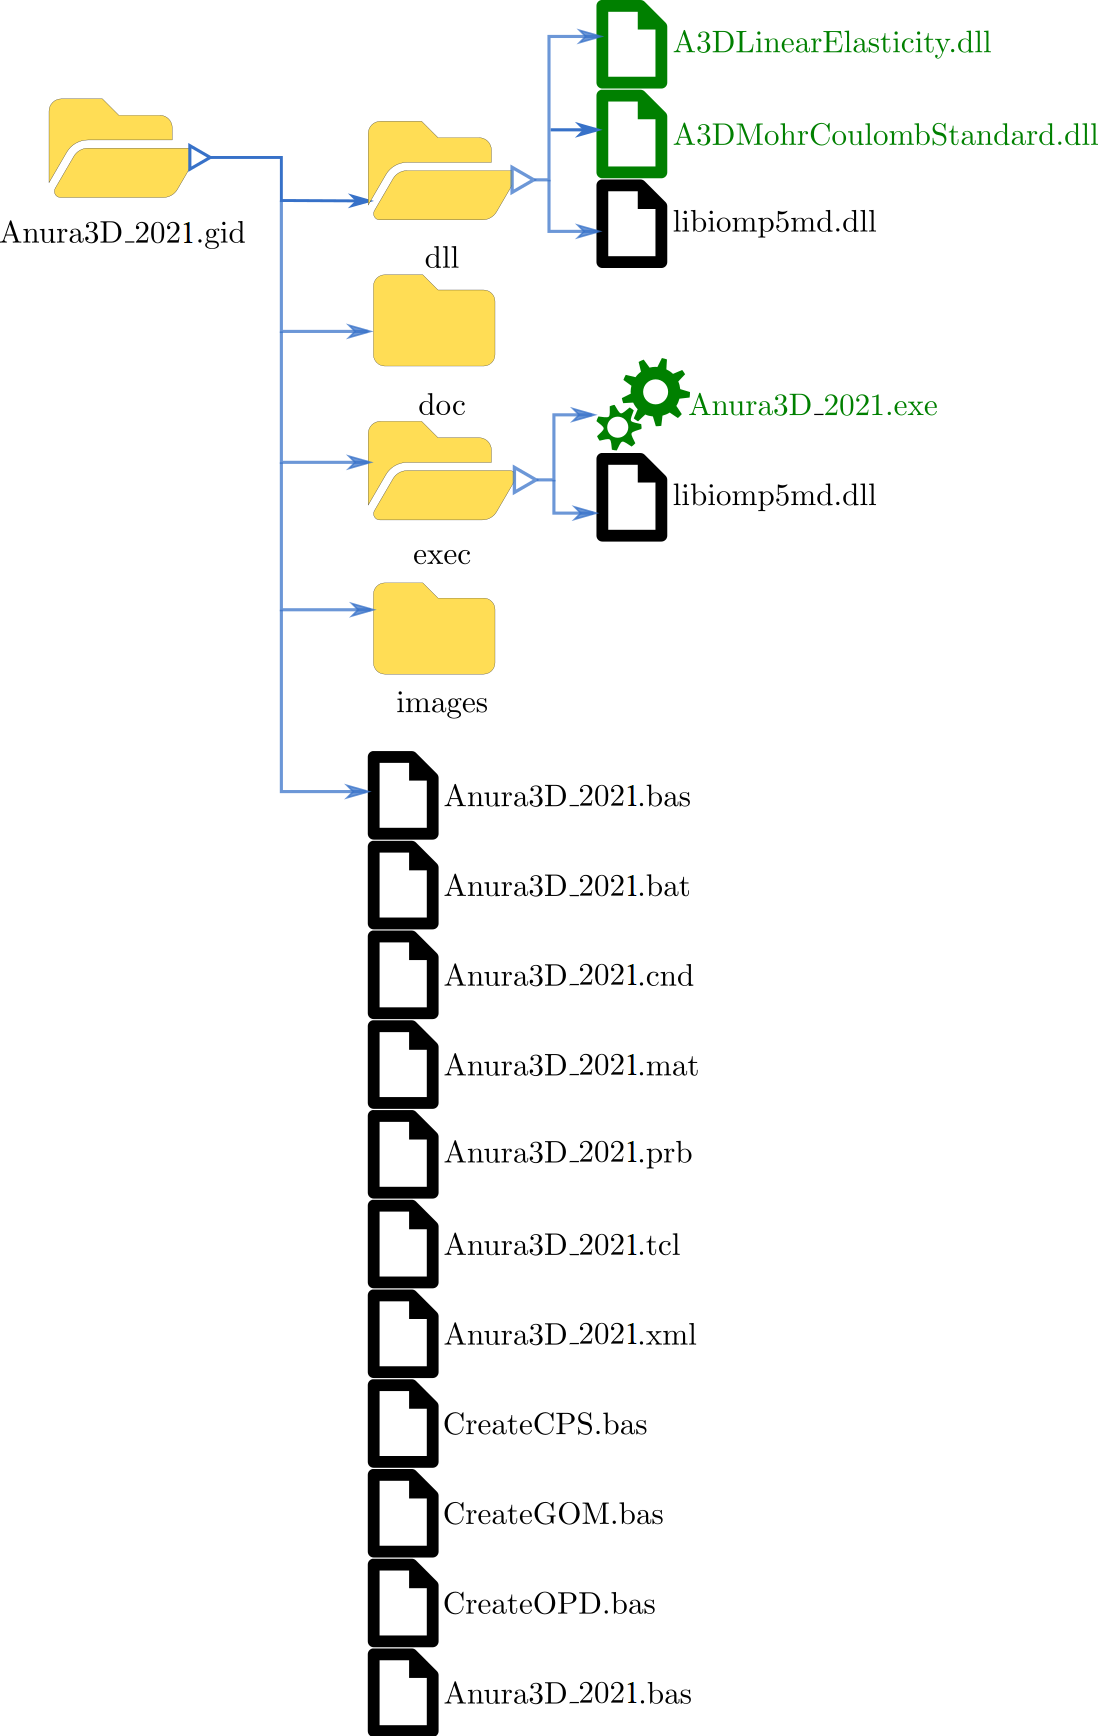 A3DLinearElasticity.dll
A3DMohrCoulombStandard.dll
libiomp5md.dll
Anura3D_2021.gid
dll
doc
Anura3D_2021.exe
libiomp5md.dll
exec
images
Anura3D_2021.bas
Anura3D_2021.bat
Anura3D_2021.cnd
Anura3D_2021.mat
Anura3D_2021.prb
Anura3D_2021.tcl
Anura3D_2021.xml
CreateCPS.bas
CreateGOM.bas
CreateOPD.bas
Anura3D_2021.bas